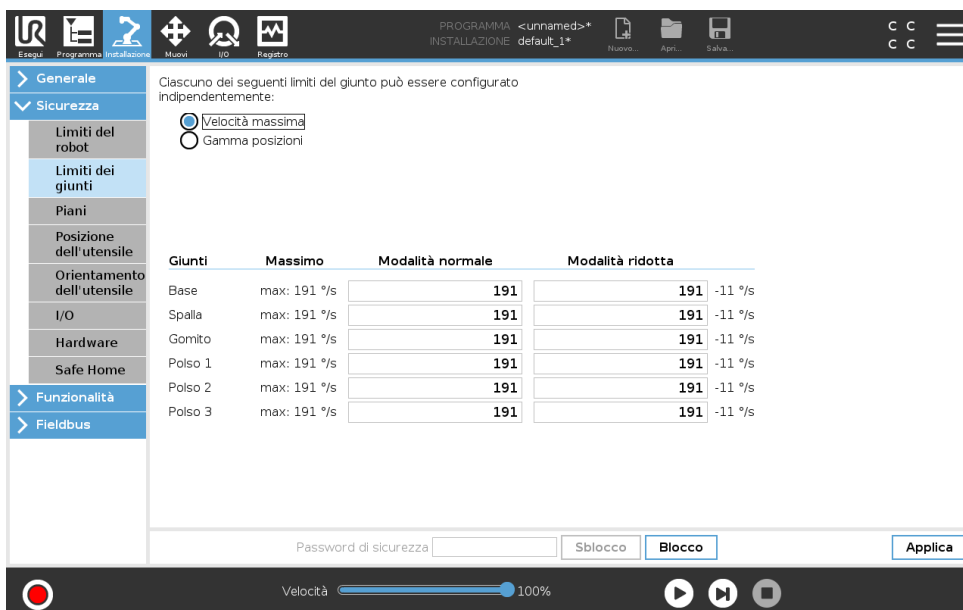 UR
PROGRAMMA <unnamed>*
INSTALLAZIONE default_1*
Esegui Programma Installazione Muovi I/O Registro Nuovo... Apri... Salva...
C C
C C
Generale
Sicurezza
Limiti del
robot
Limiti dei
giunti
Piani
Posizione
dell'utensile
Orientamento
dell'utensile
I/O
Hardware
Safe Home
Funzionalità
Fieldbus
Ciascuno dei seguenti limiti del giunto può essere configurato
indipendentemente:
Velocità massima
Gamma posizioni
Giunti Massimo Modalità normale Modalità ridotta
Base max: 191 °/s 191 191 -11 °/s
Spalla max: 191 °/s 191 191 -11 °/s
Gomito max: 191 °/s 191 191 -11 °/s
Polso 1 max: 191 °/s 191 191 -11 °/s
Polso 2 max: 191 °/s 191 191 -11 °/s
Polso 3 max: 191 °/s 191 191 -11 °/s
Password di sicurezza Sblocco Blocco Applica
Velocità 100%